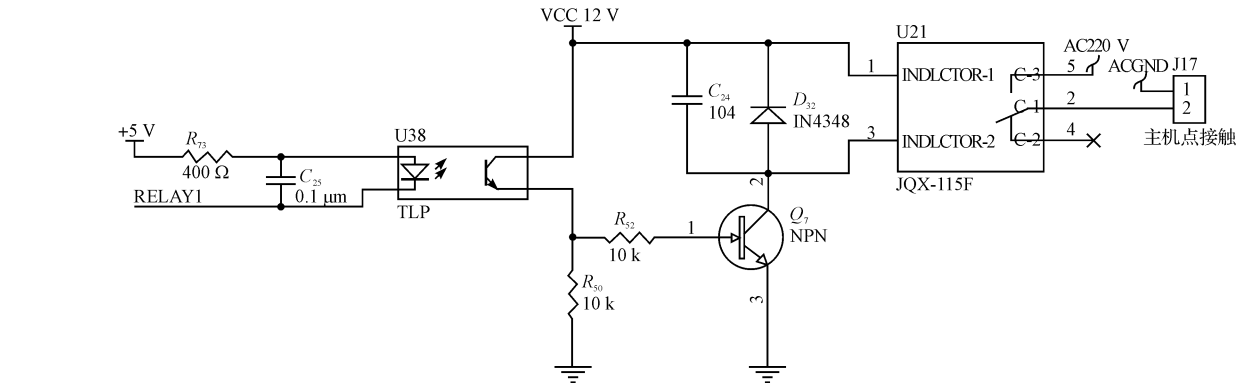 VCC 12 V
U21
AC220 V
ACGND J17
1 INDLCTOR-1 C-3 5
1
C24
104
D32
IN4348
C-1 2
2
+5 V
R73
400 Ω
U38
3 INDLCTOR-2 C-2 4
主机点接触
C25
0.1 μm
RELAY1
TLP
JQX-115F
2
Q7
NPN
R52
10 k
1
R50
10 k
3